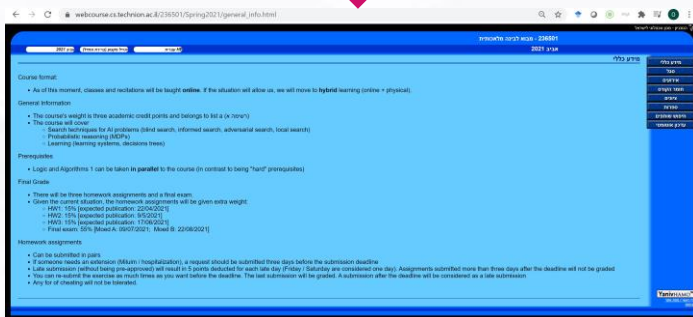 webcourse.cs.technion.ac.il/236501/Spring2021/general_info.html
236501 - מבוא לבינה מלאכותית
אביב 2021
מידע כללי
מידע כללי
סגל
אירועים
חומר הקורס
ציונים
ספרות
חיפוש שותפים
עדכון אוטומטי
Course format:
As of this moment, classes and recitations will be taught online. If the situation will allow us, we will move to hybrid learning (online + physical).
General Information
The course's weight is three academic credit points and belongs to list a (רשימה א)
The course will cover
Search techniques for AI problems (blind search, informed search, adversarial search, local search)
Probabilistic reasoning (MDPs)
Learning (learning systems, decisions trees)
Prerequisites
Logic and Algorithms 1 can be taken in parallel to the course (in contrast to being "hard" prerequisites)
Final Grade
There will be three homework assignments and a final exam.
Given the current situation, the homework assignments will be given extra weight:
HW1: 15% [expected publication: 22/04/2021]
HW2: 15% [expected publication: 9/5/2021]
HW3: 15% [expected publication: 17/06/2021]
Final exam: 55% [Moed A: 09/07/2021; Moed B: 22/08/2021]
Homework assignments
Can be submitted in pairs
If someone needs an extension (Miluim / hospitalization), a request should be submitted three days before the submission deadline
Late submission (without being pre-approved) will result in 5 points deducted for each late day (Friday / Saturday are considered one day). Assignments submitted more than three days after the deadline will not be graded
You can re-submit the exercise as much times as you want before the deadline. The last submission will be graded. A submission after the deadline will be considered as a late submission
Any for of cheating will not be tolerated.
YanivHAMO